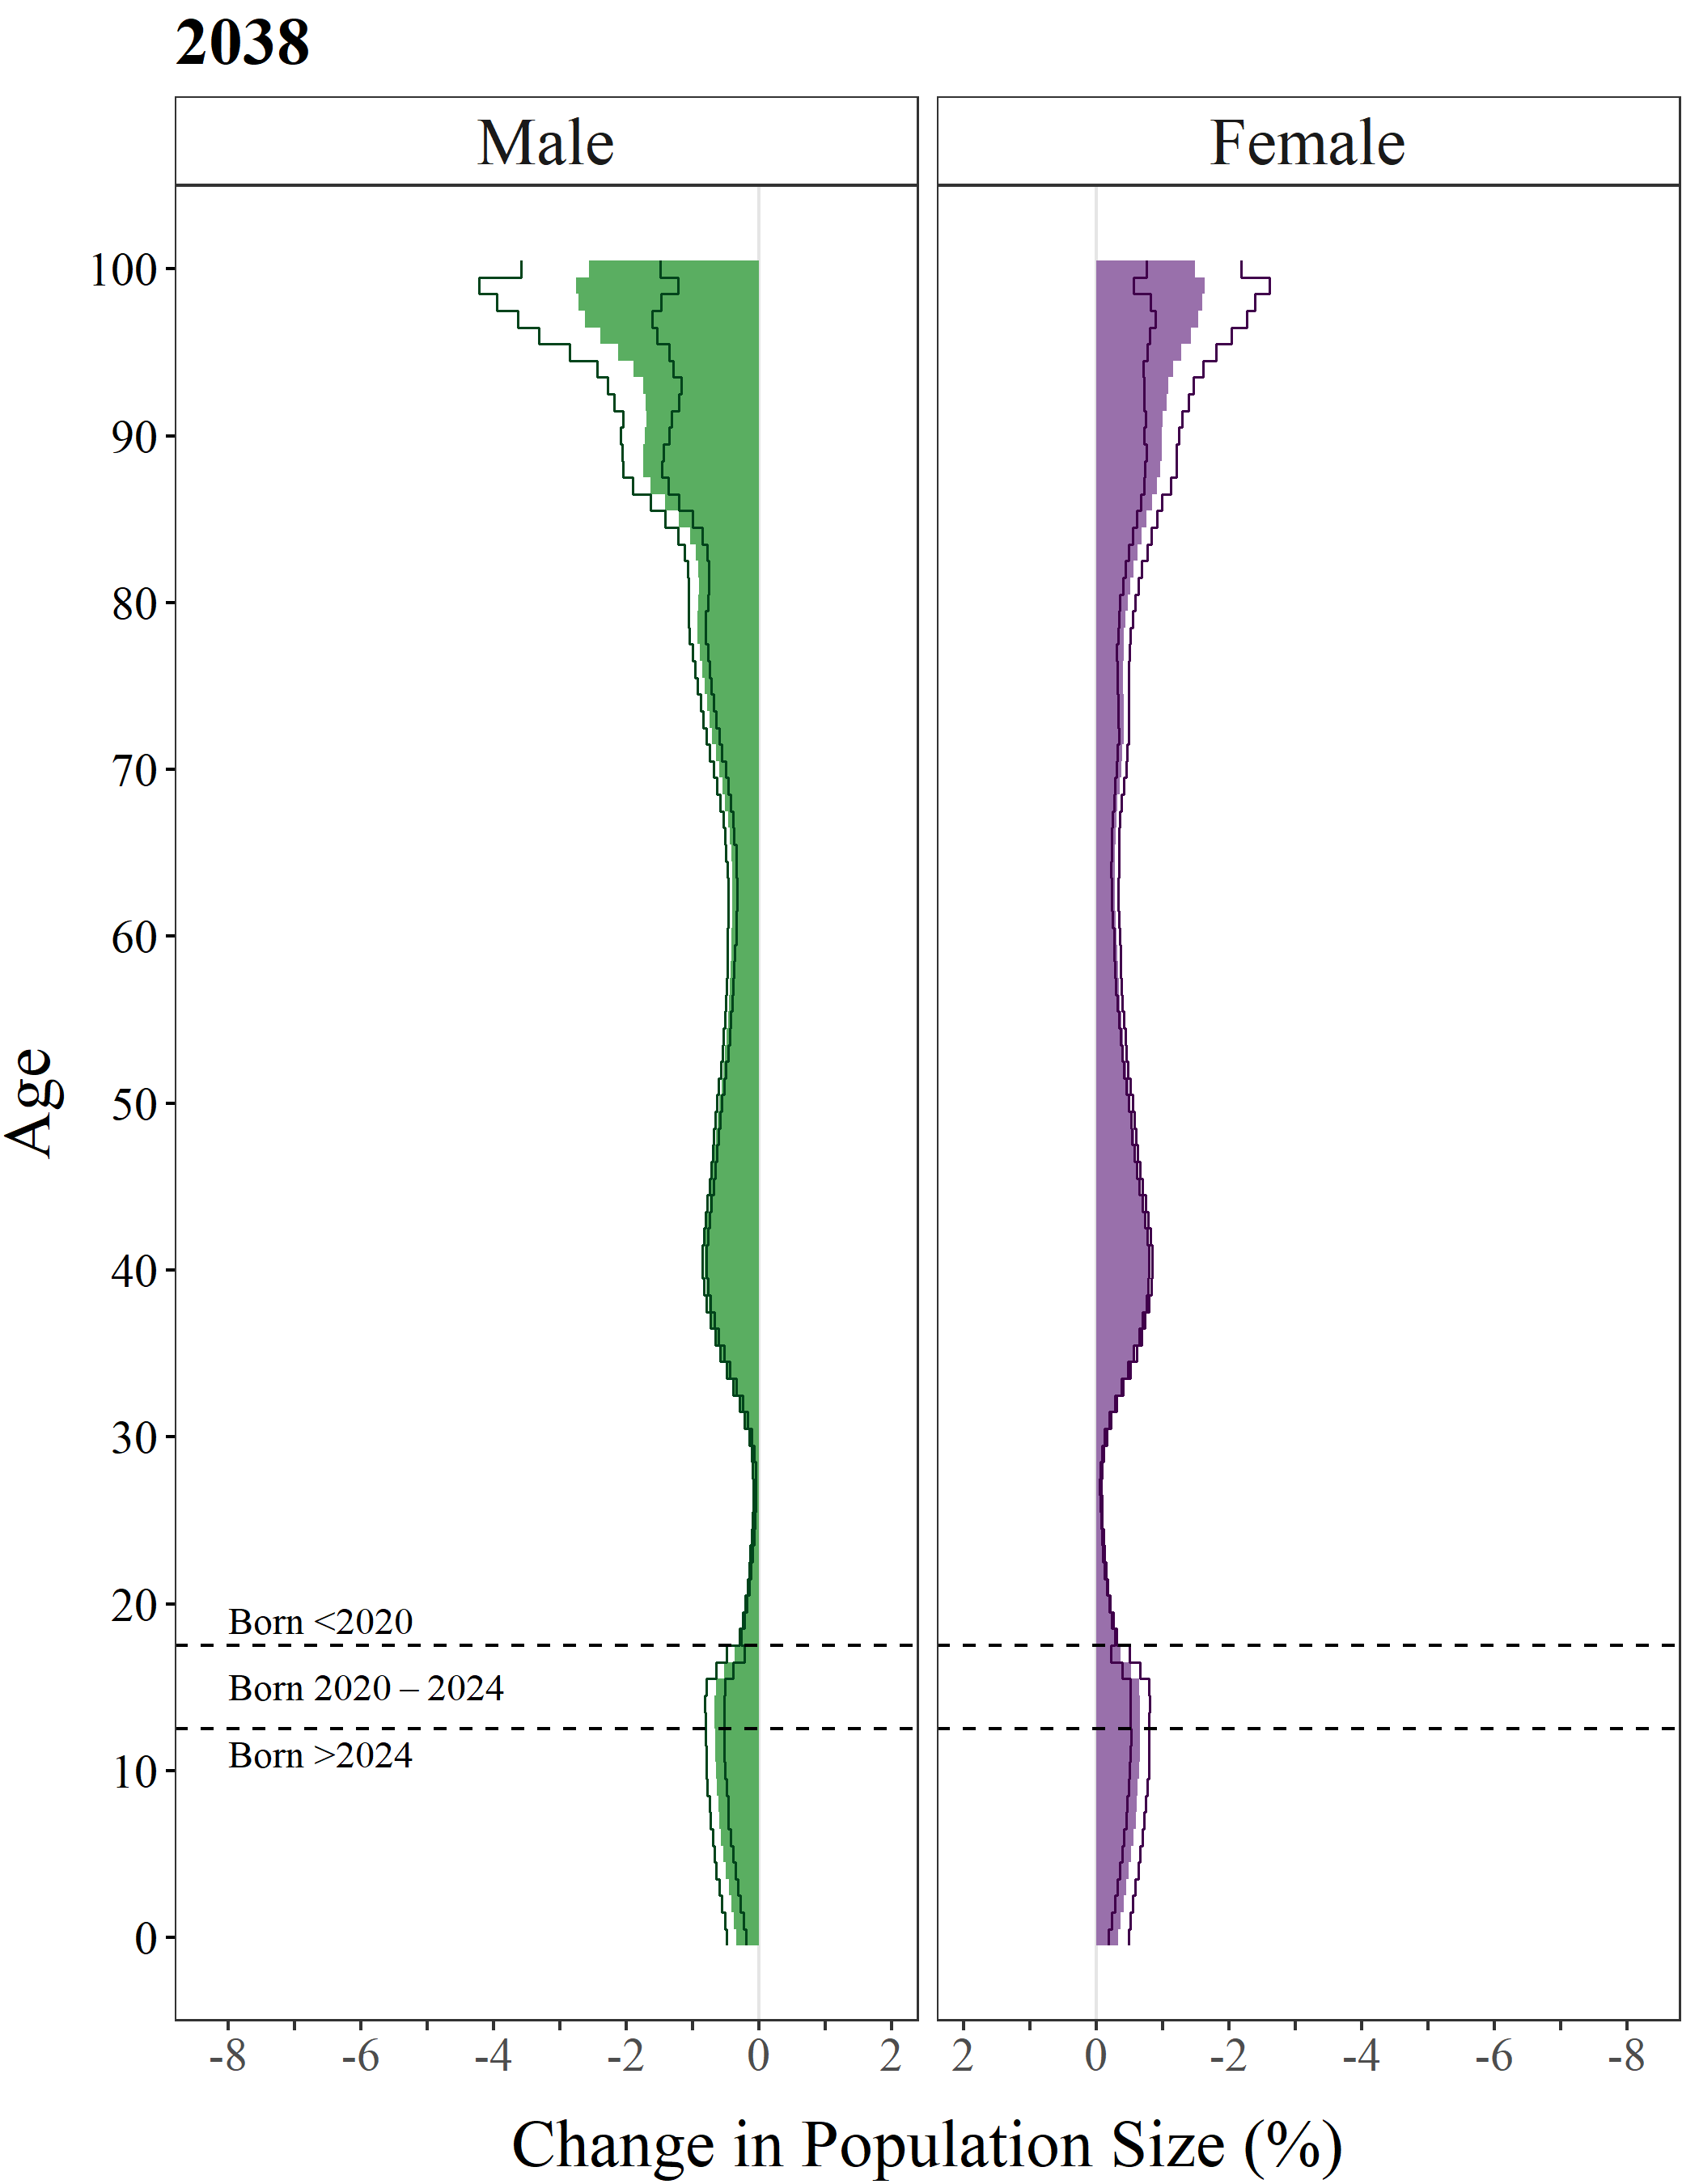 2038
Male
Female
100
90
80
70
60
50
40
30
20
10
0
Age
Born <2020
Born 2020 – 2024
Born >2024
-8 -6 -4 -2 0 2
2 0 -2 -4 -6 -8
Change in Population Size (%)